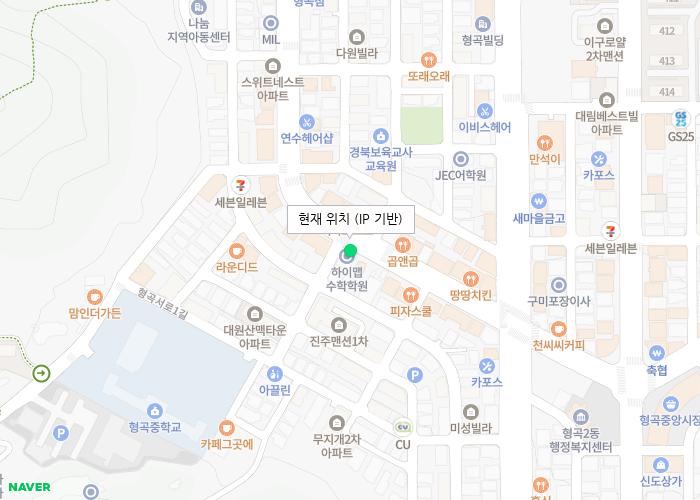 형곡점
나눔
지역아동센터
MIL
다원빌라
형곡빌딩
이구로얄
2차맨션
412
413
414
스위트네스트
아파트
또래오래
대림베스트빌
아파트
GS
25
GS25
연수헤어샵
경북보육교사
교육원
이비스헤어
만석이
카포스
JEC어학원
7
세븐일레븐
새마을금고
현재 위치 (IP 기반)
7
세븐일레븐
라운디드
곱앤곱
하이맵
수학학원
땅땅치킨
구미포장이사
맘인더가든
형곡서로1길
대원산맥타운
아파트
진주맨션1차
피자스쿨
천씨씨커피
아끌린
P
카포스
축협
형곡중학교
P
카페그곳에
무지개2차
아파트
CU
CU
미성빌라
형곡2동
행정복지센터
형곡중앙시장
신도상가
NAVER